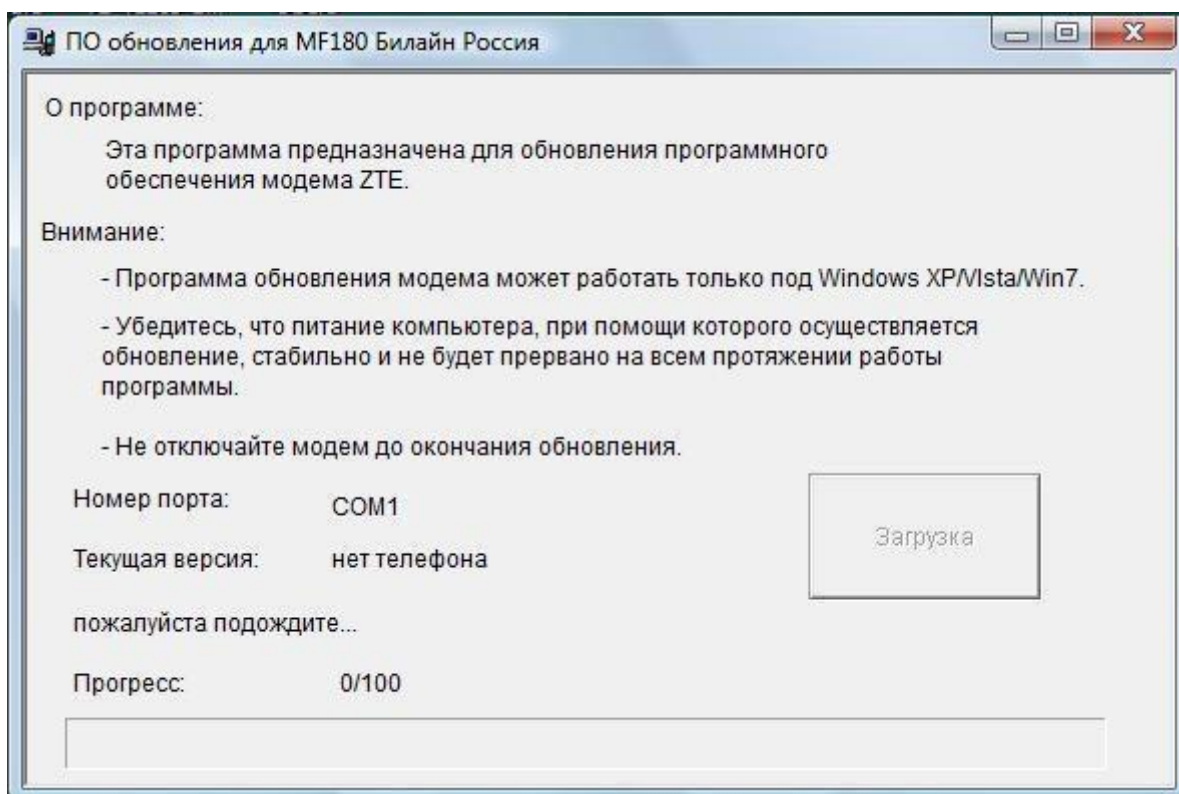 ПО обновления для MF180 Билайн Россия
О программе:
Эта программа предназначена для обновления программного
обеспечения модема ZTE.
Внимание:
- Программа обновления модема может работать только под Windows XP/VIsta/Win7.
- Убедитесь, что питание компьютера, при помощи которого осуществляется
обновление, стабильно и не будет прервано на всем протяжении работы
программы.
- Не отключайте модем до окончания обновления.
Номер порта: COM1
Загрузка
Текущая версия: нет телефона
пожалуйста подождите...
Прогресс: 0/100